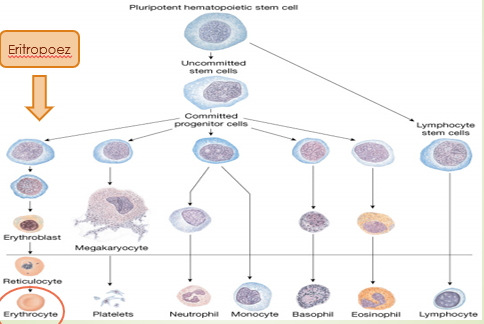 Pluripotent hematopoietic stem cell
Eritropoez
Uncommitted
stem cells
Committed
progenitor cells
Lymphocyte
stem cells
Erythroblast
Megakaryocyte
Reticulocyte
Erythrocyte
Platelets
Neutrophil
Monocyte
Basophil
Eosinophil
Lymphocyte